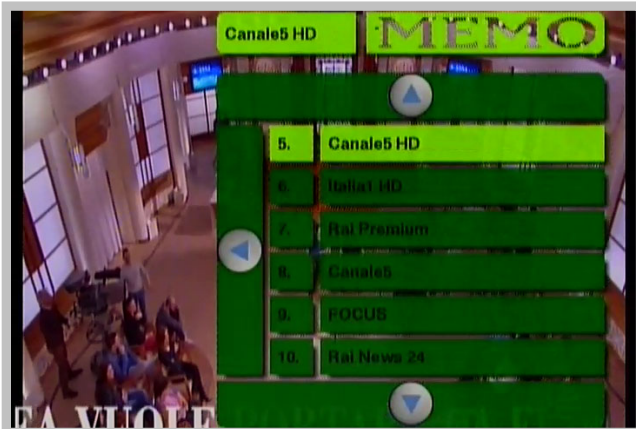 Canale5 HD
MEMO
5. Canale5 HD
6. Italia1 HD
7. Rai Premium
8. Canale5
9. FOCUS
10. Rai News 24
VUOLE